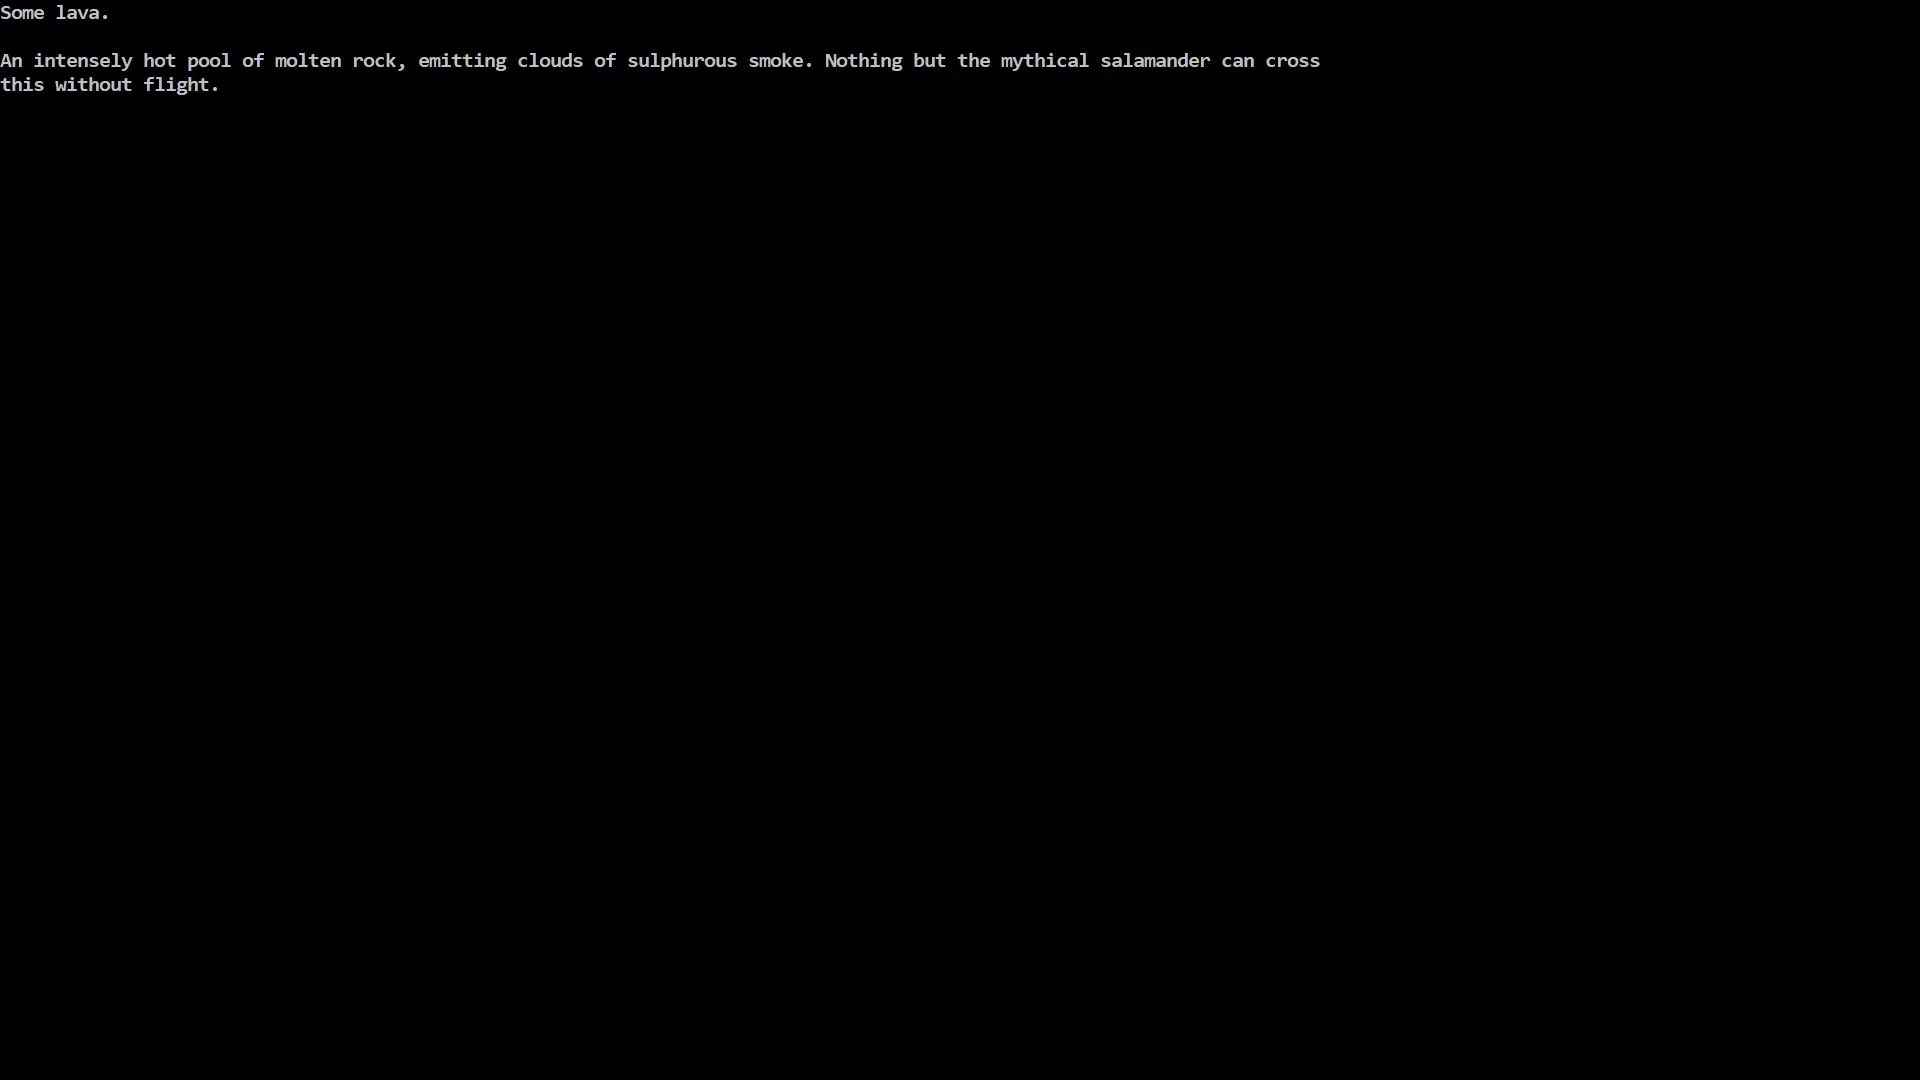 Some lava.
An intensely hot pool of molten rock, emitting clouds of sulphurous smoke. Nothing but the mythical salamander can cross
this without flight.